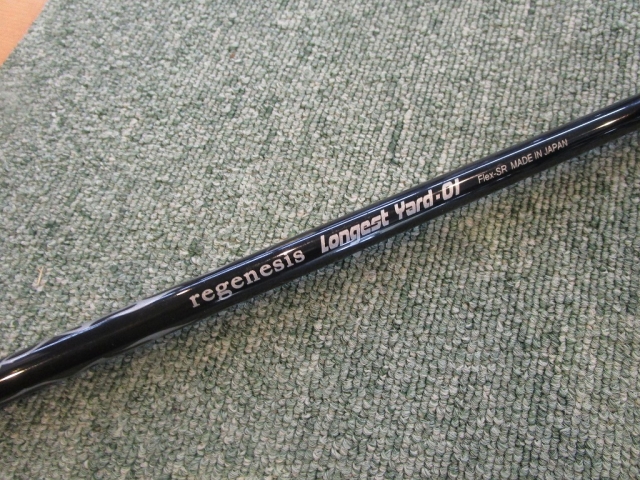 regenesis Longest Yard-01 Flex-SR MADE IN JAPAN